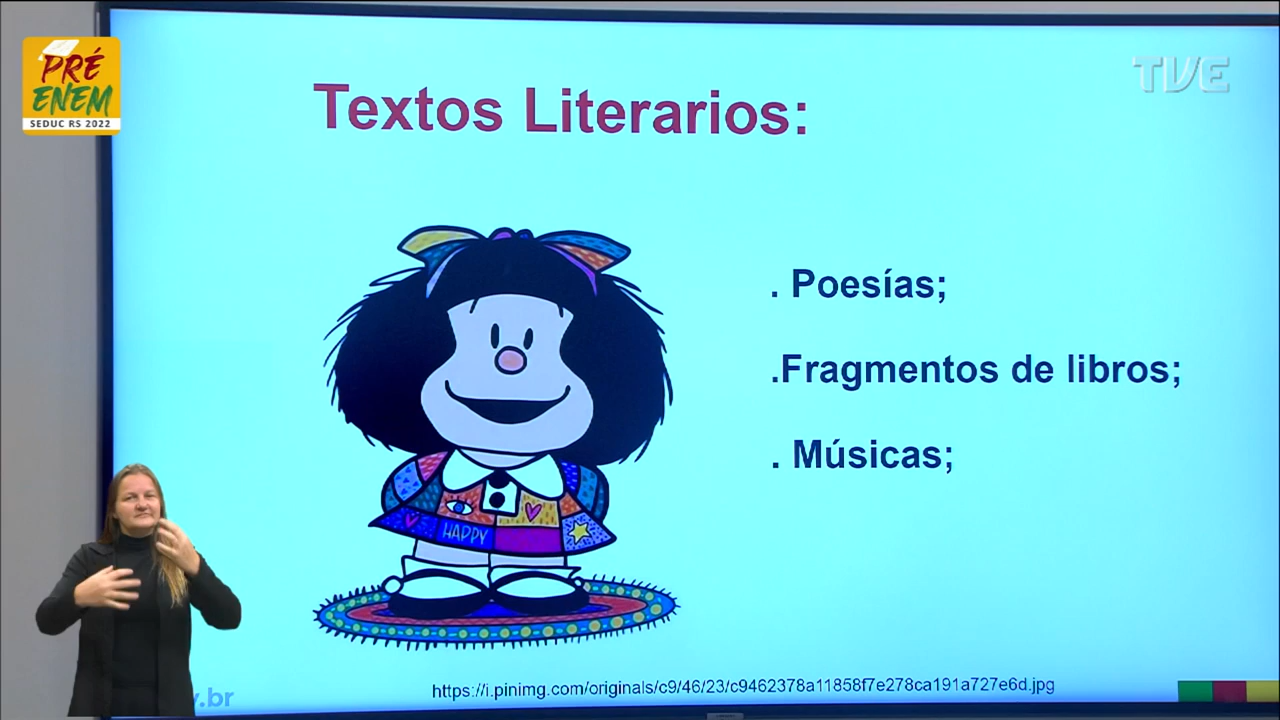 PRÉ
ENEM
SEDUC RS 2022
TVE
Textos Literarios:
. Poesías;
.Fragmentos de libros;
. Músicas;
HAPPY
https://i.pinimg.com/originals/c9/46/23/c9462378a11858f7e278ca191a727e6d.jpg
.br